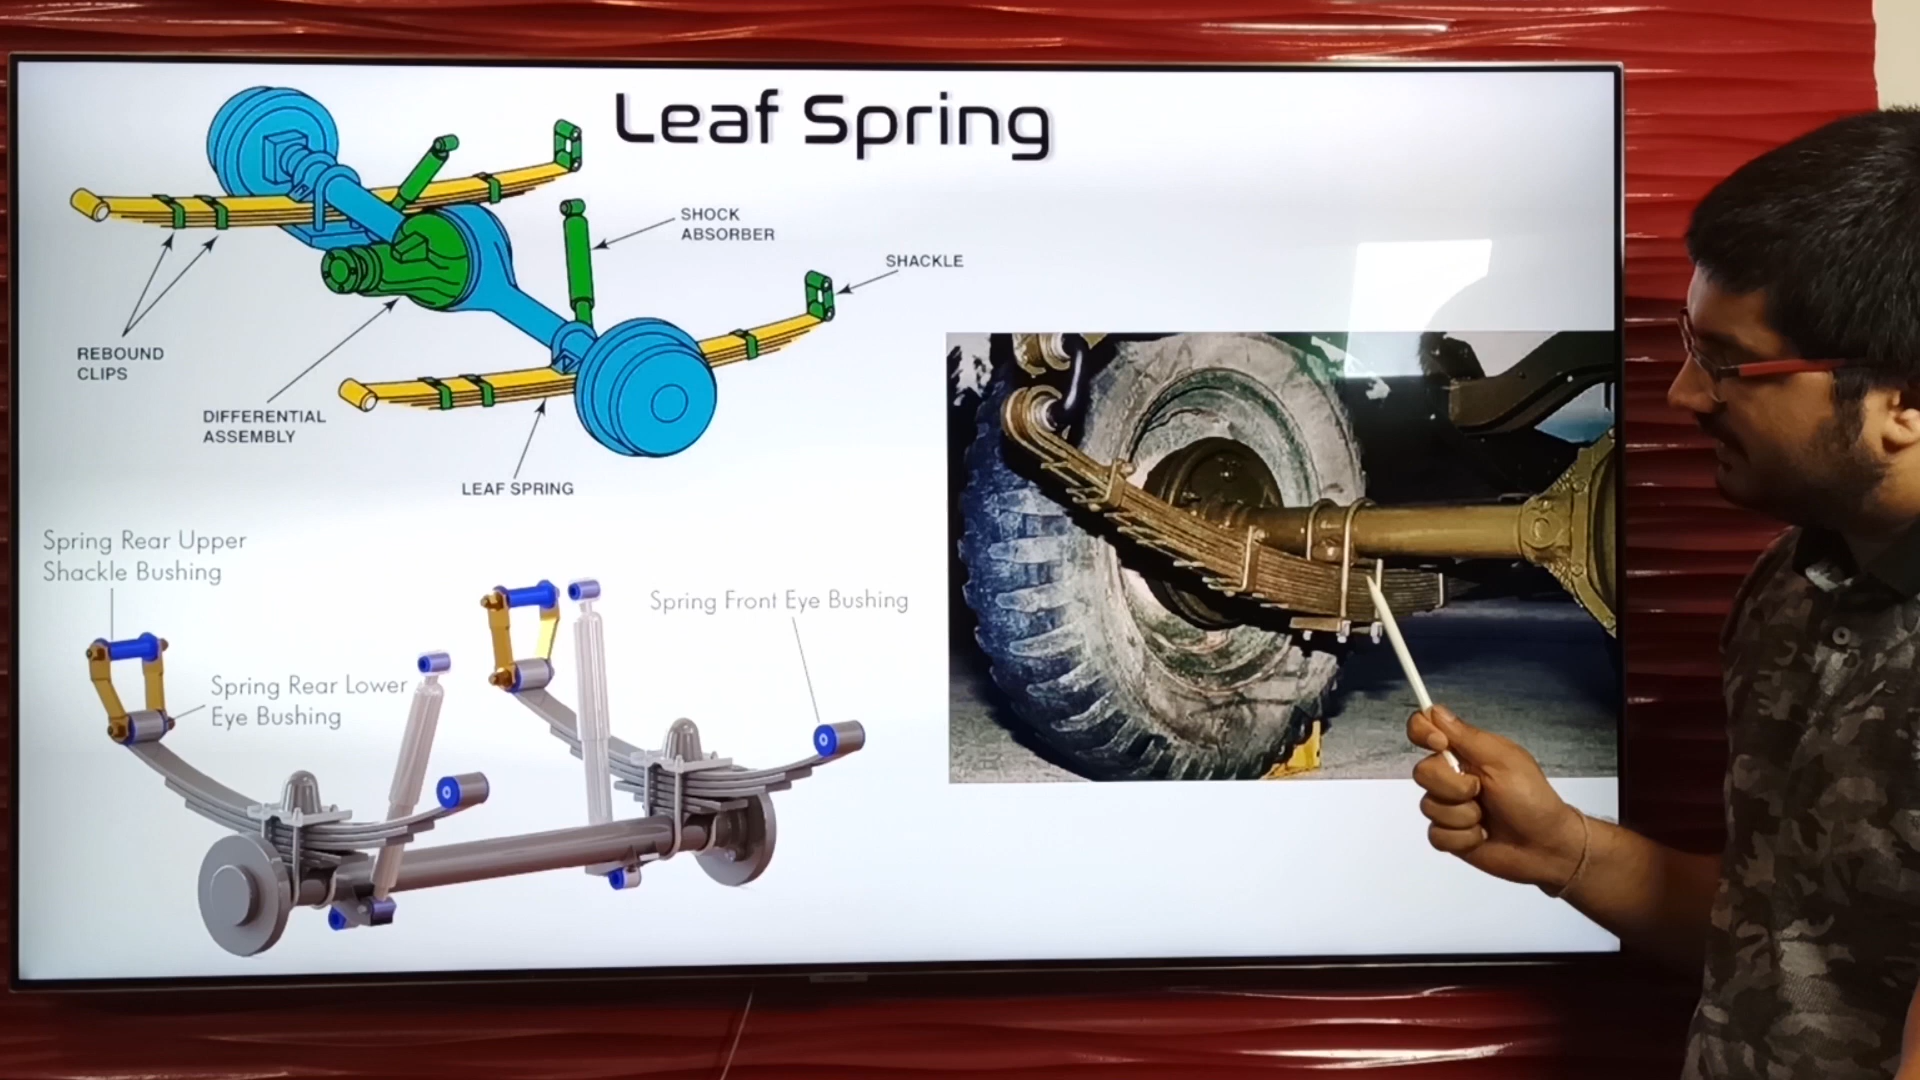 Leaf Spring
SHOCK
ABSORBER
SHACKLE
REBOUND
CLIPS
DIFFERENTIAL
ASSEMBLY
LEAF SPRING
Spring Rear Upper
Shackle Bushing
Spring Rear Lower
Eye Bushing
Spring Front Eye Bushing